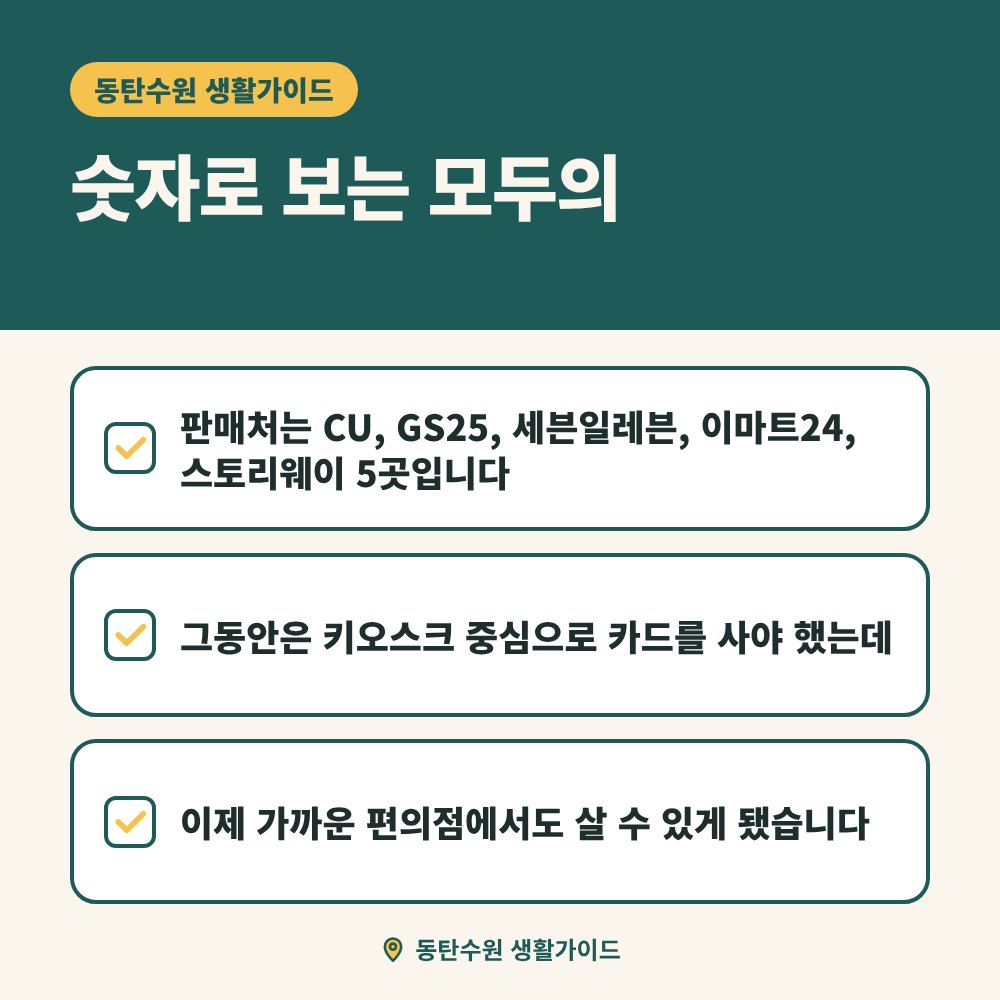 동탄수원 생활가이드
숫자로 보는 모두의
판매처는 CU, GS25, 세븐일레븐, 이마트24,
스토리웨이 5곳입니다
그동안은 키오스크 중심으로 카드를 사야 했는데
이제 가까운 편의점에서도 살 수 있게 됐습니다
동탄수원 생활가이드